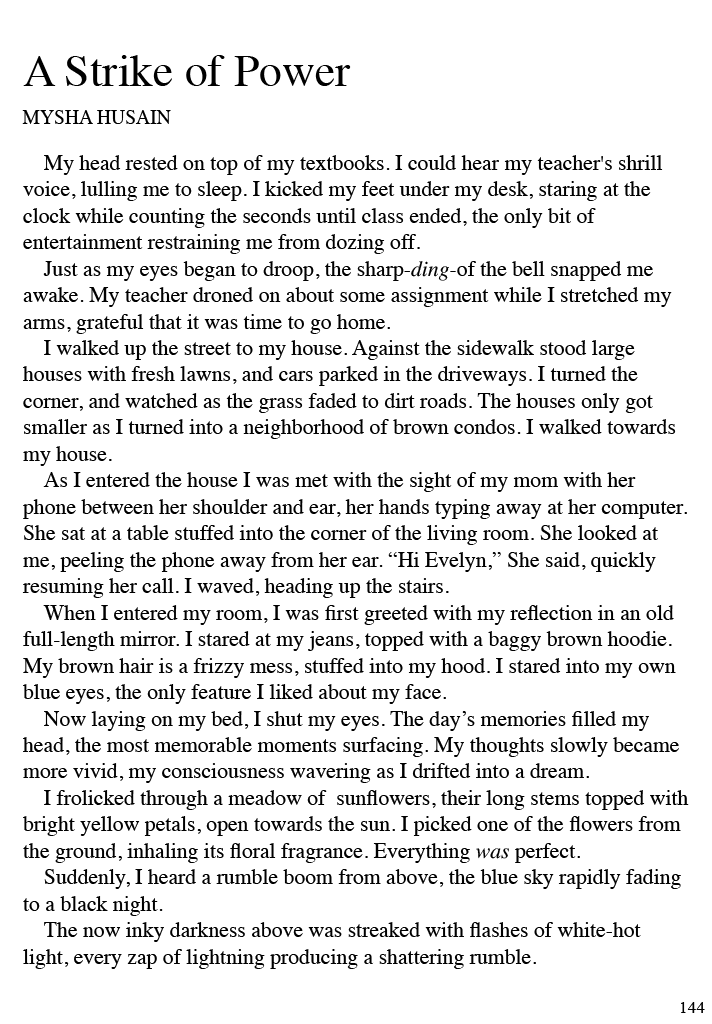 A Strike of Power
MYSHA HUSAIN
My head rested on top of my textbooks. I could hear my teacher's shrill
voice, lulling me to sleep. I kicked my feet under my desk, staring at the
clock while counting the seconds until class ended, the only bit of
entertainment restraining me from dozing off.
Just as my eyes began to droop, the sharp-ding-of the bell snapped me
awake. My teacher droned on about some assignment while I stretched my
arms, grateful that it was time to go home.
I walked up the street to my house. Against the sidewalk stood large
houses with fresh lawns, and cars parked in the driveways. I turned the
corner, and watched as the grass faded to dirt roads. The houses only got
smaller as I turned into a neighborhood of brown condos. I walked towards
my house.
As I entered the house I was met with the sight of my mom with her
phone between her shoulder and ear, her hands typing away at her computer.
She sat at a table stuffed into the corner of the living room. She looked at
me, peeling the phone away from her ear. “Hi Evelyn,” She said, quickly
resuming her call. I waved, heading up the stairs.
When I entered my room, I was first greeted with my reflection in an old
full-length mirror. I stared at my jeans, topped with a baggy brown hoodie.
My brown hair is a frizzy mess, stuffed into my hood. I stared into my own
blue eyes, the only feature I liked about my face.
Now laying on my bed, I shut my eyes. The day’s memories filled my
head, the most memorable moments surfacing. My thoughts slowly became
more vivid, my consciousness wavering as I drifted into a dream.
I frolicked through a meadow of  sunflowers, their long stems topped with
bright yellow petals, open towards the sun. I picked one of the flowers from
the ground, inhaling its floral fragrance. Everything was perfect.
Suddenly, I heard a rumble boom from above, the blue sky rapidly fading
to a black night.
The now inky darkness above was streaked with flashes of white-hot
light, every zap of lightning producing a shattering rumble.
144